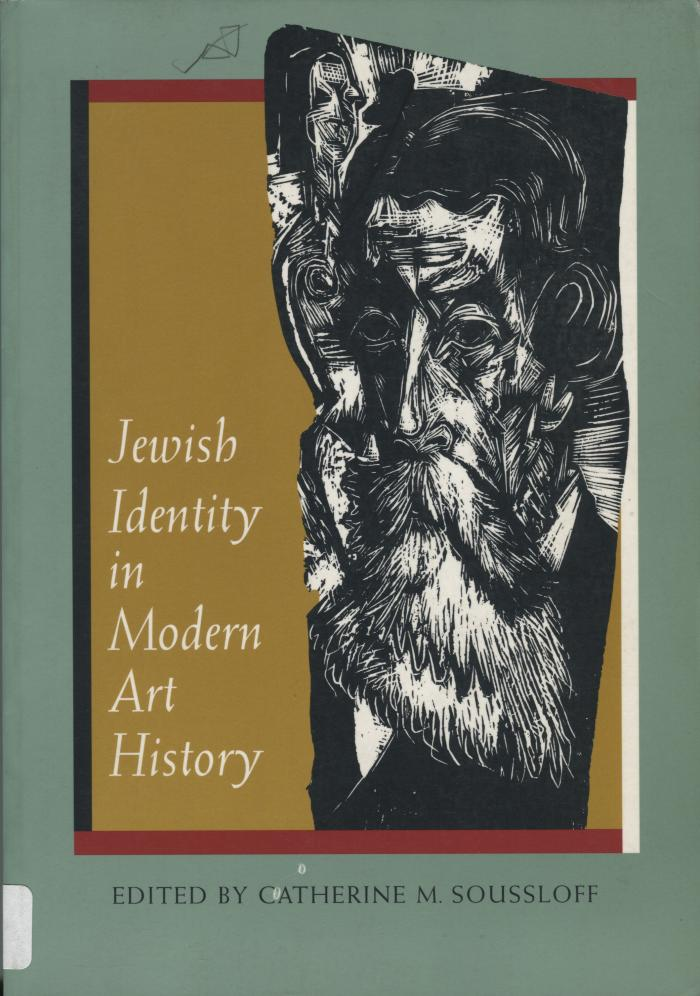 Jewish
Identity
in
Modern
Art
History
EDITED BY CATHERINE M. SOUSSLOFF